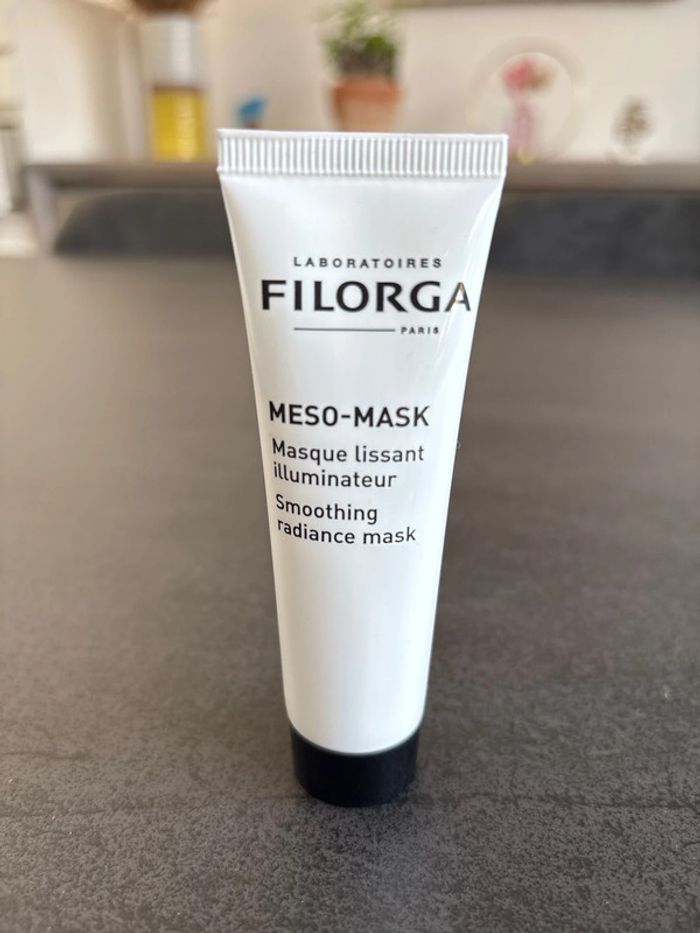 LABORATOIRES
FILORGA
PARIS
MESO-MASK
Masque lissant
illuminateur
Smoothing
radiance mask